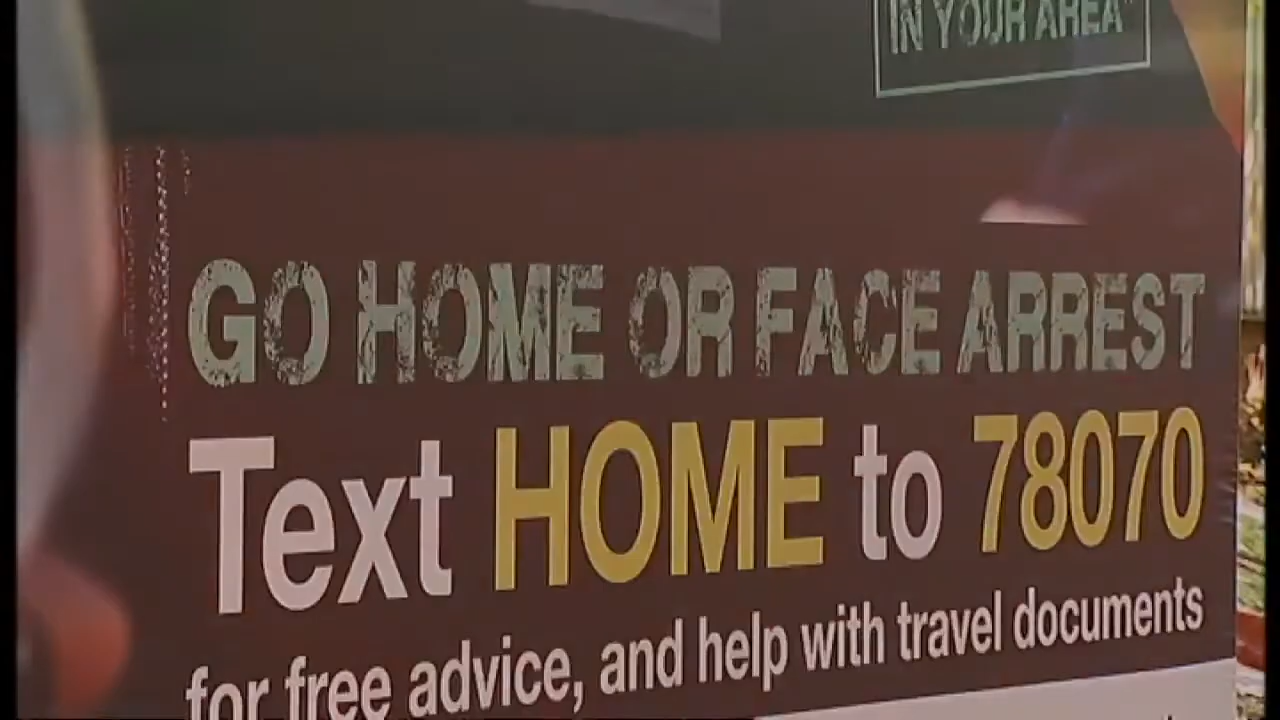 IN YOUR AREA"
GO HOME OR FACE ARREST
Text HOME to 78070
for free advice, and help with travel documents